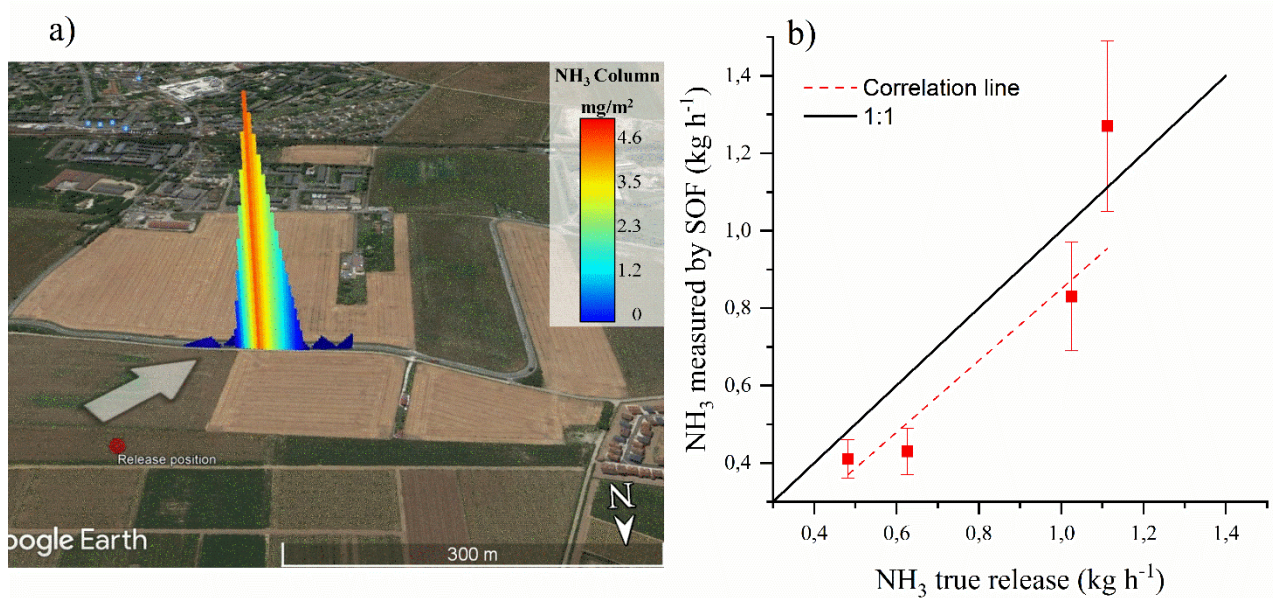 a)
NH₃ Column
mg/m²
4.6
3.5
2.3
1.2
0
Release position
N
oogle Earth
300 m
b)
NH₃ measured by SOF (kg h⁻¹)
1,4
1,2
1,0
0,8
0,6
0,4
Correlation line
1:1
0,4 0,6 0,8 1,0 1,2 1,4
NH₃ true release (kg h⁻¹)